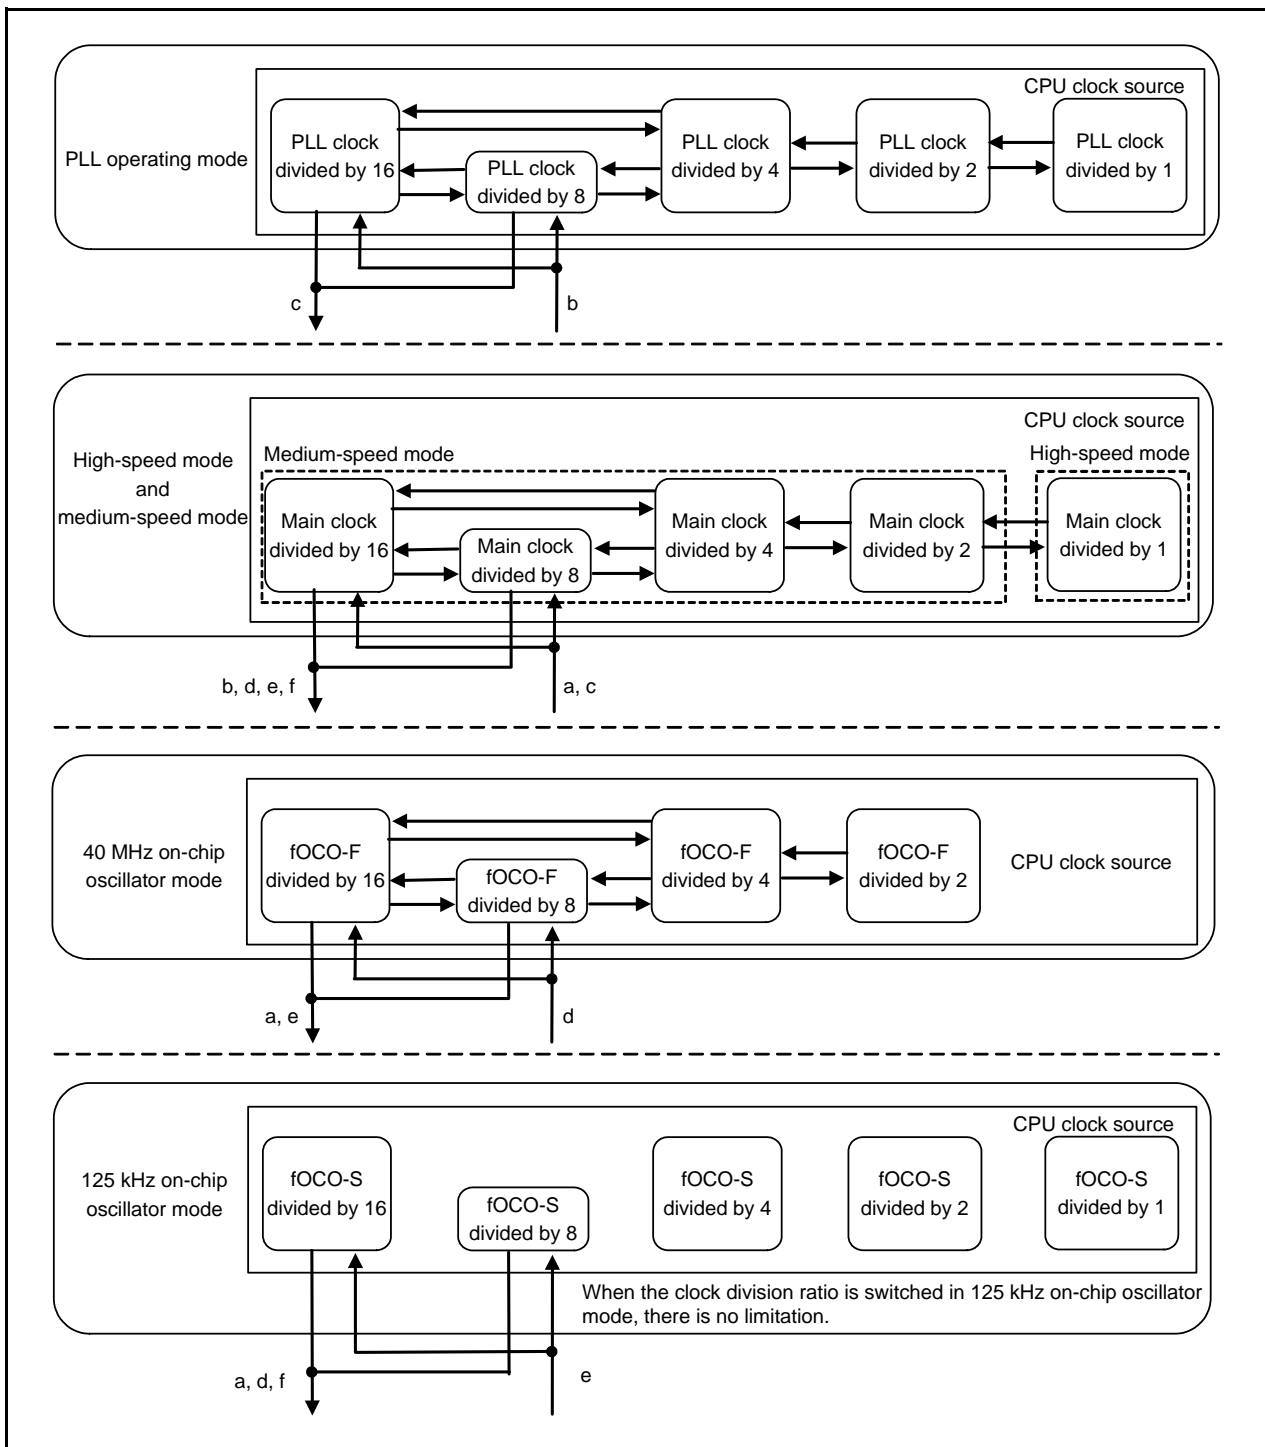 CPU clock source
PLL operating mode
PLL clock
divided by 16
PLL clock
divided by 8
PLL clock
divided by 4
PLL clock
divided by 2
PLL clock
divided by 1
c
b
High-speed mode
and
medium-speed mode
CPU clock source
Medium-speed mode
High-speed mode
Main clock
divided by 16
Main clock
divided by 8
Main clock
divided by 4
Main clock
divided by 2
Main clock
divided by 1
b, d, e, f
a, c
40 MHz on-chip
oscillator mode
fOCO-F
divided by 16
fOCO-F
divided by 8
fOCO-F
divided by 4
fOCO-F
divided by 2
CPU clock source
a, e
d
125 kHz on-chip
oscillator mode
CPU clock source
fOCO-S
divided by 16
fOCO-S
divided by 8
fOCO-S
divided by 4
fOCO-S
divided by 2
fOCO-S
divided by 1
When the clock division ratio is switched in 125 kHz on-chip oscillator
mode, there is no limitation.
a, d, f
e